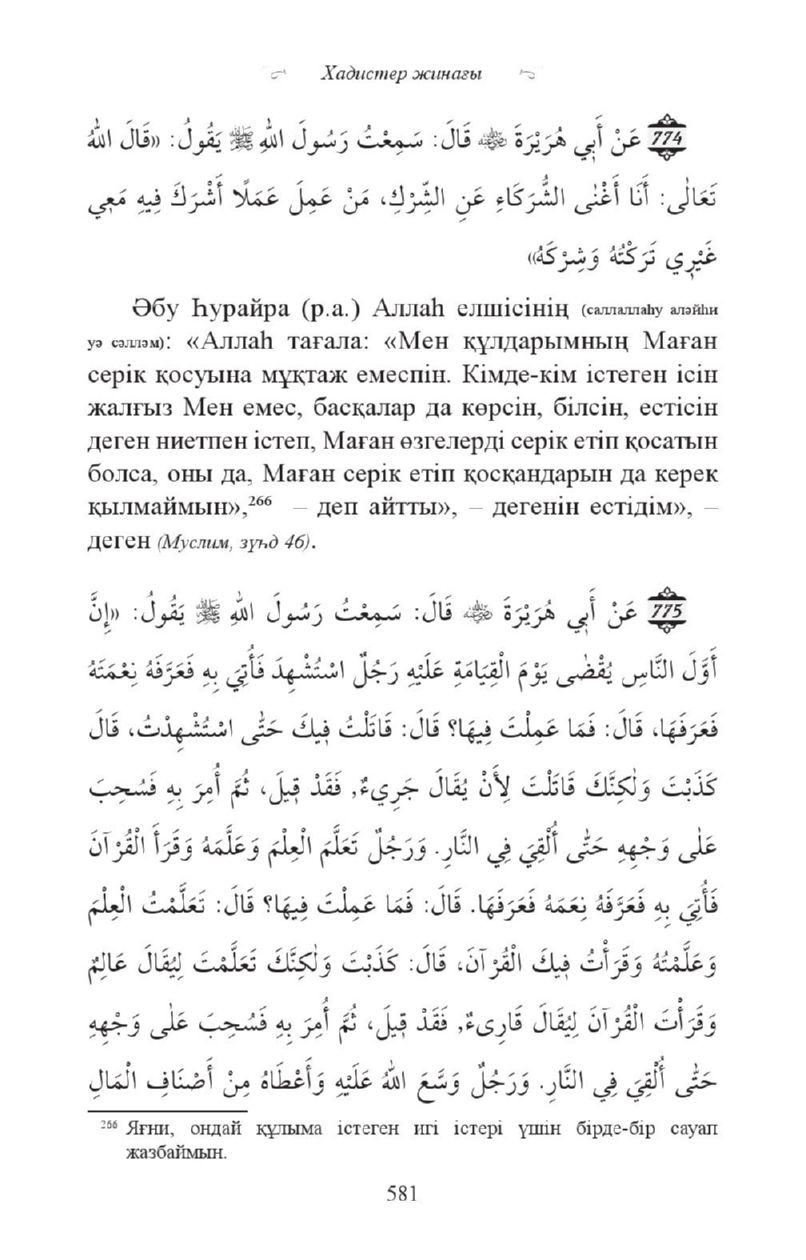 Хадистер жинағы
774 عَنْ أَبِي هُرَيْرَةَ ﷺ قَالَ: سَمِعْتُ رَسُولَ اللهِ ﷺ يَقُولُ: «قَالَ اللهُ
تَعَالٰى: أَنَا أَغْنٰى الشُّرَكَاءِ عَنِ الشِّرْكِ، مَنْ عَمِلَ عَمَلًا أَشْرَكَ فِيهِ مَعِي
غَيْرِي تَرَكْتُهُ وَشِرْكَهُ»
Әбу Һурайра (р.а.) Аллаһ елшісінің (саллаллаһу аләйһи
уә сәлләм): «Аллаһ тағала: «Мен құлдарымның Маған
серік қосуына мұқтаж емеспін. Кімде-кім істеген ісін
жалғыз Мен емес, басқалар да көрсін, білсін, естісін
деген ниетпен істеп, Маған өзгелерді серік етіп қосатын
болса, оны да, Маған серік етіп қосқандарын да керек
қылмаймын»,²⁶⁶ – деп айтты», – дегенін естідім», –
деген (Муслим, зүһд 46).
775 عَنْ أَبِي هُرَيْرَةَ ﵁ قَالَ: سَمِعْتُ رَسُولَ اللهِ ﷺ يَقُولُ: «إِنَّ
أَوَّلَ النَّاسِ يُقْضٰى يَوْمَ الْقِيَامَةِ عَلَيْهِ رَجُلٌ اسْتُشْهِدَ فَأُتِيَ بِهِ فَعَرَّفَهُ نِعْمَتَهُ
فَعَرَفَهَا، قَالَ: فَمَا عَمِلْتَ فِيهَا؟ قَالَ: قَاتَلْتُ فِيكَ حَتّٰى اسْتُشْهِدْتُ، قَالَ
كَذَبْتَ وَلٰكِنَّكَ قَاتَلْتَ لِأَنْ يُقَالَ جَرِيءٌ, فَقَدْ قِيلَ، ثُمَّ أُمِرَ بِهِ فَسُحِبَ
عَلٰى وَجْهِهِ حَتّٰى أُلْقِيَ فِي النَّارِ. وَرَجُلٌ تَعَلَّمَ الْعِلْمَ وَعَلَّمَهُ وَقَرَأَ الْقُرْآنَ
فَأُتِيَ بِهِ فَعَرَّفَهُ نِعَمَهُ فَعَرَفَهَا. قَالَ: فَمَا عَمِلْتَ فِيهَا؟ قَالَ: تَعَلَّمْتُ الْعِلْمَ
وَعَلَّمْتُهُ وَقَرَأْتُ فِيكَ الْقُرْآنَ، قَالَ: كَذَبْتَ وَلٰكِنَّكَ تَعَلَّمْتَ لِيُقَالَ عَالِمٌ
وَقَرَأْتَ الْقُرْآنَ لِيُقَالَ قَارِىءٌ, فَقَدْ قِيلَ، ثُمَّ أُمِرَ بِهِ فَسُحِبَ عَلٰى وَجْهِهِ
حَتّٰى أُلْقِيَ فِي النَّارِ. وَرَجُلٌ وَسَّعَ اللهُ عَلَيْهِ وَأَعْطَاهُ مِنْ أَصْنَافِ الْمَالِ
²⁶⁶ Яғни, ондай құлыма істеген игі істері үшін бірде-бір сауап
жазбаймын.
581